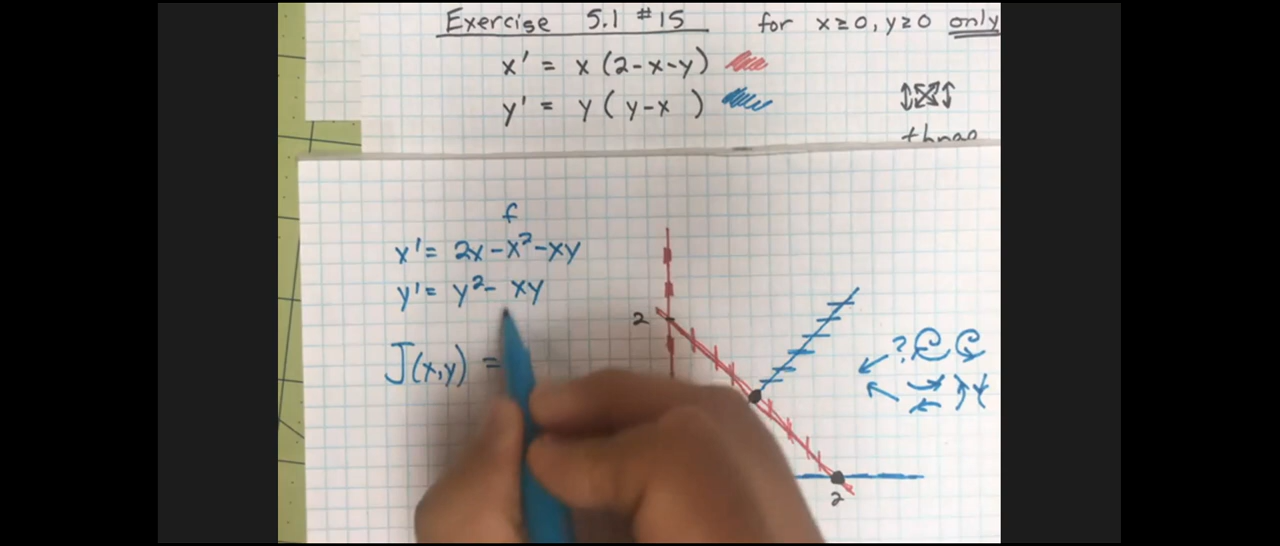 Exercise 5.1 #15 for x≥0, y≥0 only
x' = x (2-x-y)
y' = y ( y-x )
f
x' = 2x - x² - xy
y' = y² - xy
J(x,y) =
2
?
2